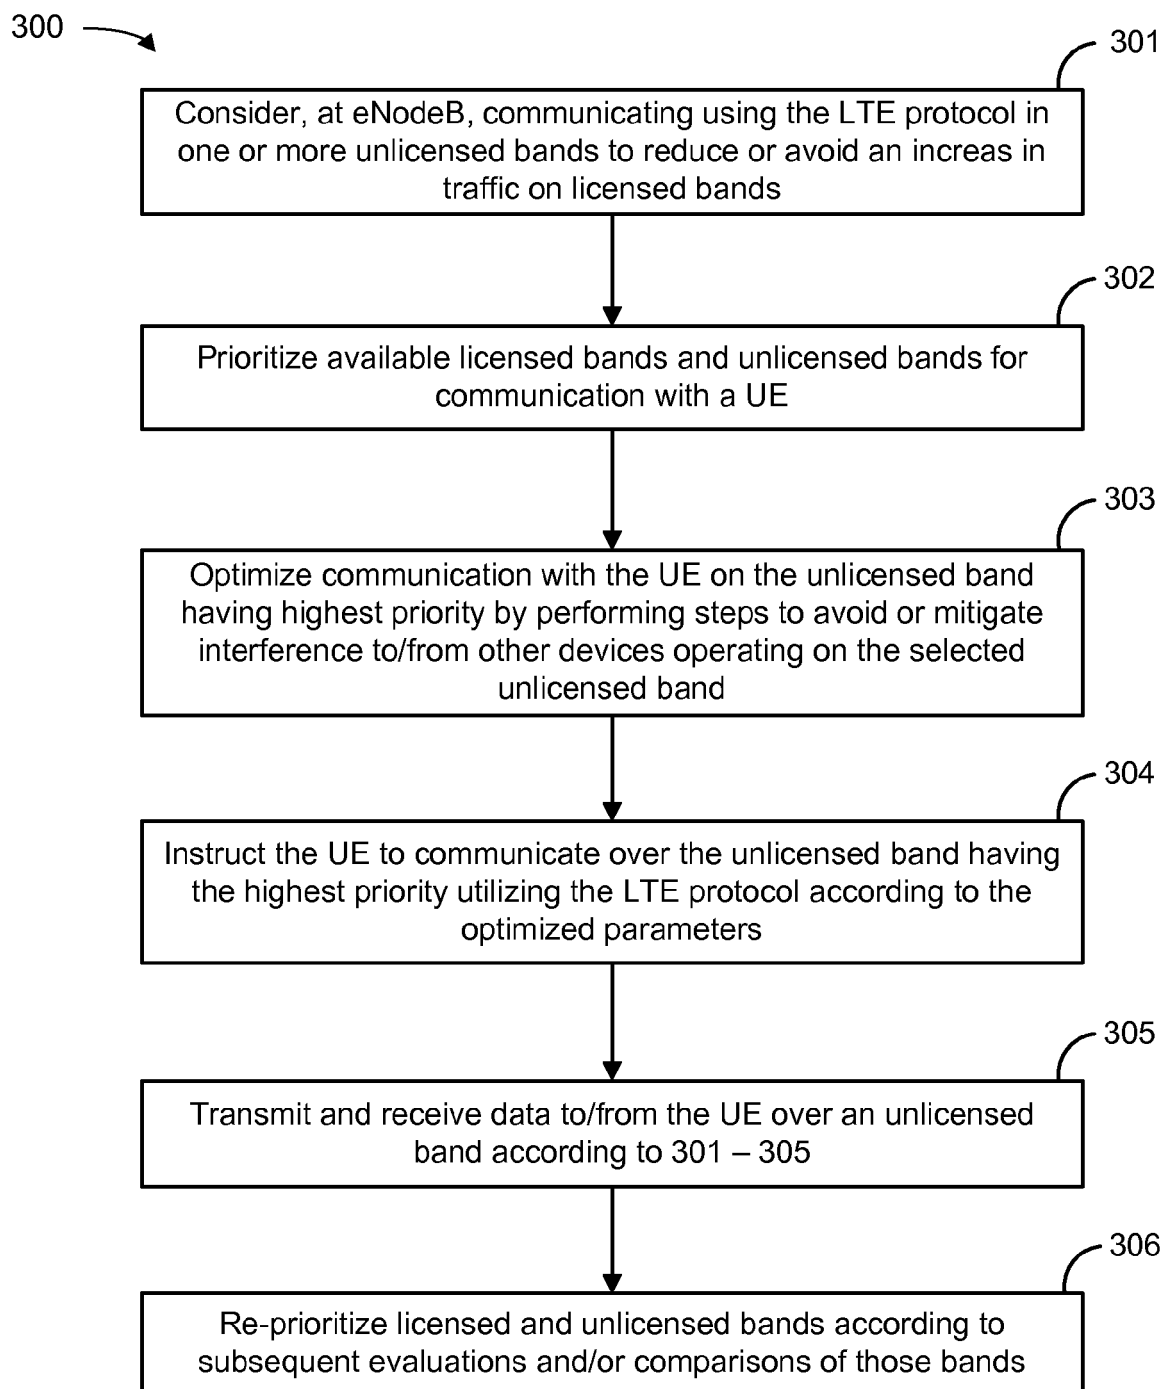 300
301
Consider, at eNodeB, communicating using the LTE protocol in
one or more unlicensed bands to reduce or avoid an increas in
traffic on licensed bands
302
Prioritize available licensed bands and unlicensed bands for
communication with a UE
303
Optimize communication with the UE on the unlicensed band
having highest priority by performing steps to avoid or mitigate
interference to/from other devices operating on the selected
unlicensed band
304
Instruct the UE to communicate over the unlicensed band having
the highest priority utilizing the LTE protocol according to the
optimized parameters
305
Transmit and receive data to/from the UE over an unlicensed
band according to 301 – 305
306
Re-prioritize licensed and unlicensed bands according to
subsequent evaluations and/or comparisons of those bands